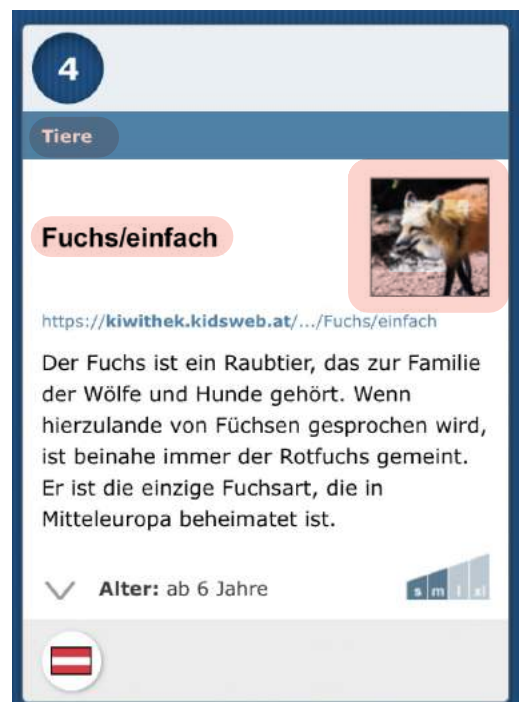 4
Tiere
Fuchs/einfach
https://kiwithek.kidsweb.at/.../Fuchs/einfach
Der Fuchs ist ein Raubtier, das zur Familie
der Wölfe und Hunde gehört. Wenn
hierzulande von Füchsen gesprochen wird,
ist beinahe immer der Rotfuchs gemeint.
Er ist die einzige Fuchsart, die in
Mitteleuropa beheimatet ist.
Alter: ab 6 Jahre
s m l xl